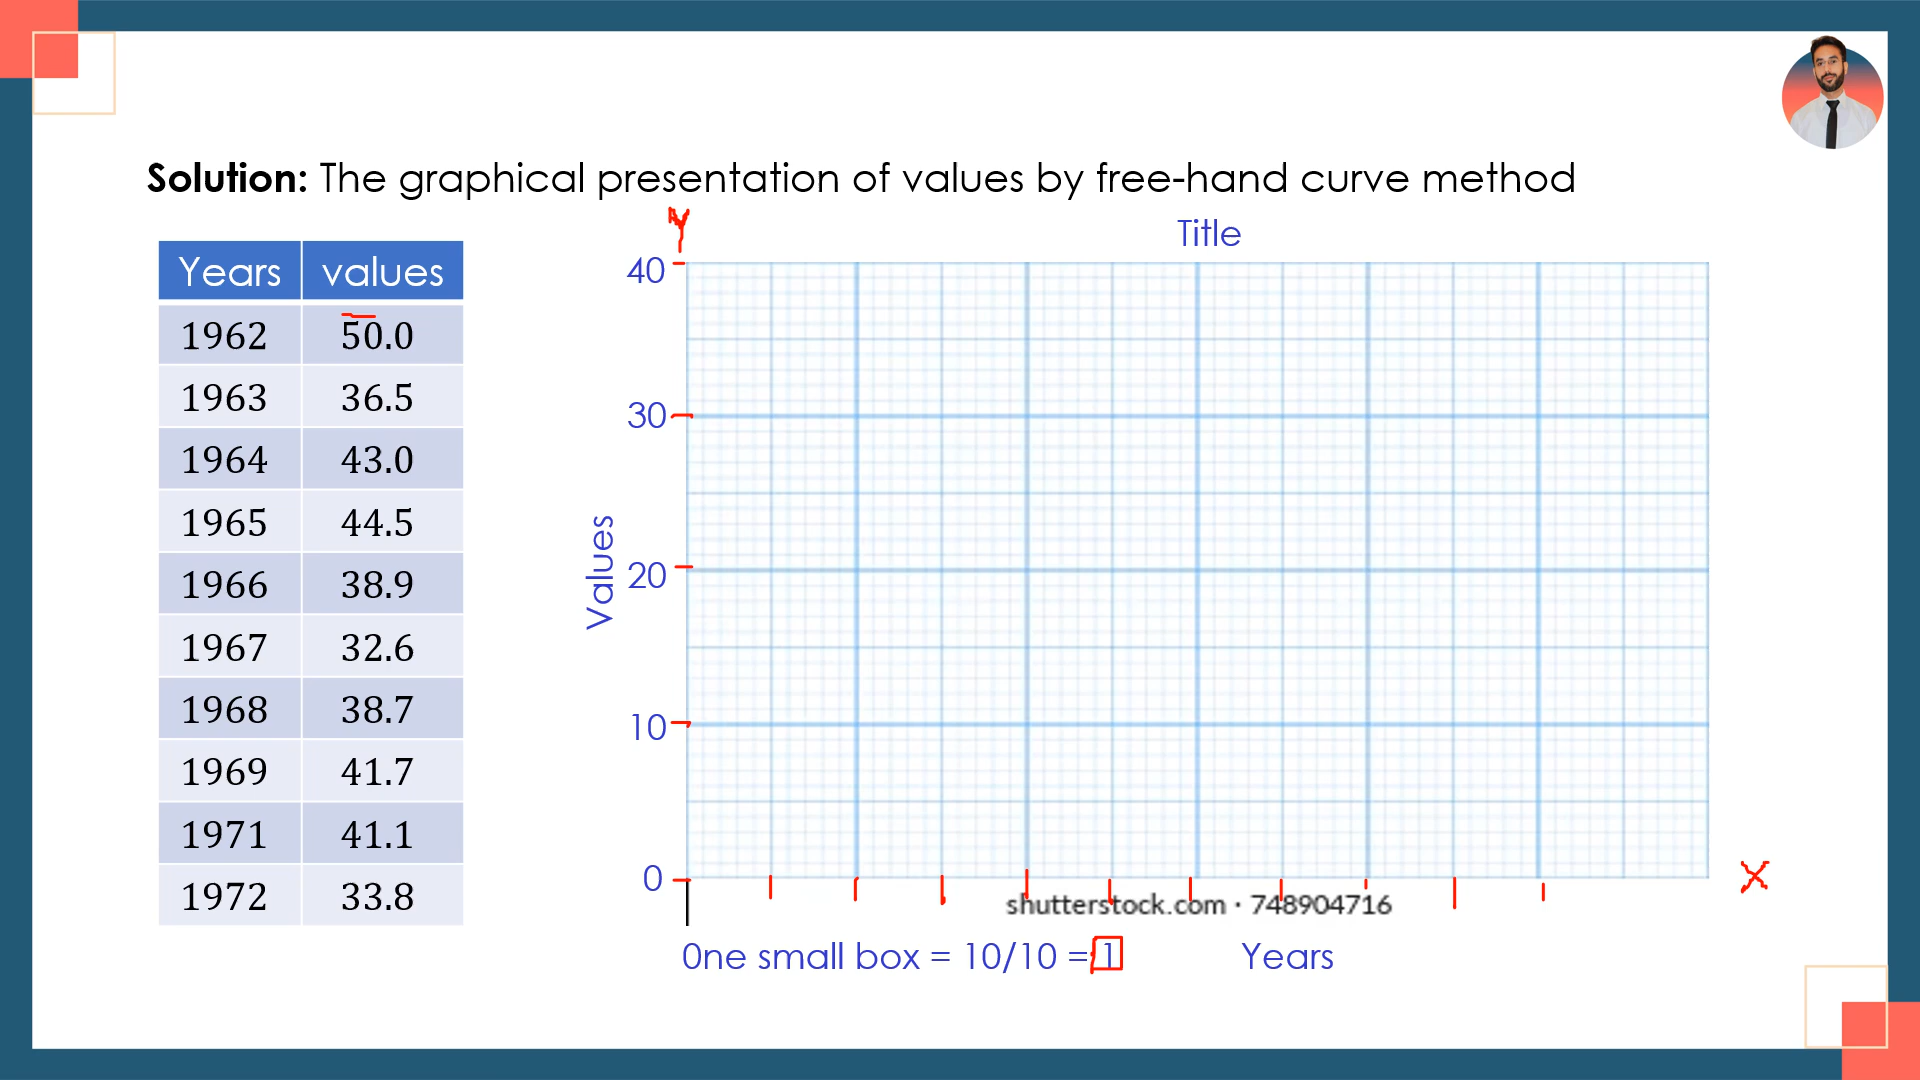 Solution: The graphical presentation of values by free-hand curve method
Y
Title
Years values
1962 50.0
1963 36.5
1964 43.0
1965 44.5
1966 38.9
1967 32.6
1968 38.7
1969 41.7
1971 41.1
1972 33.8
40
30
20
10
0
Values
X
shutterstock.com · 748904716
One small box = 10/10 = 1
Years